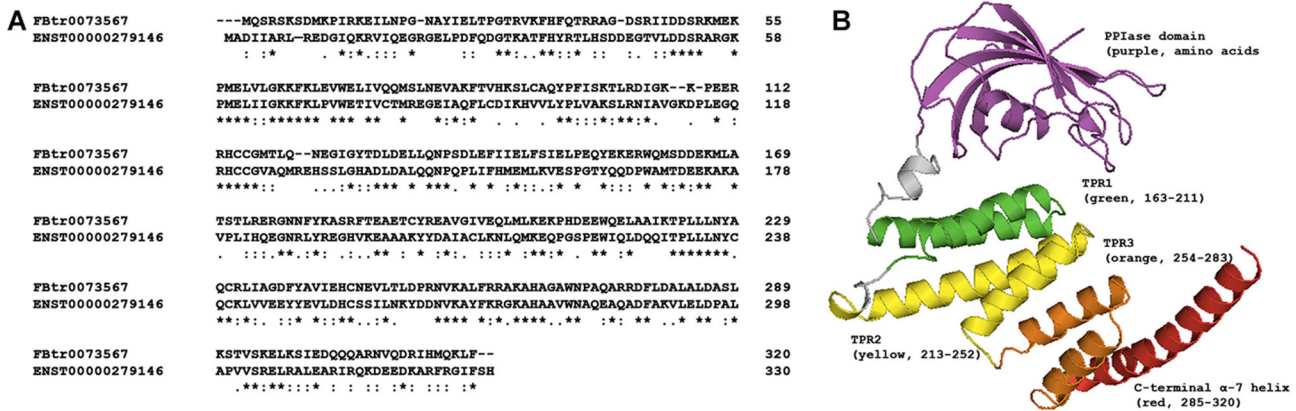 A
FBtr0073567 ---MQSRSKSDMKPIRKEILNPG-NAYIELTPGTRVKFHFQTRRAG-DSRIIDDSRKMEK 55
ENST00000279146 MADIIARL-REDGIQKRVIQEGRGELPDFQDGTKATFHYRTLHSDDEGTVLDDSRARGK 58
FBtr0073567 PMELVLGKKFKLEVWELIVQQMSLNEVAKFTVHKSLCAQYPFISKTLRDIGK--K-PEER 112
ENST00000279146 PMELIIGKKFKLPVWETIVCTMREGEIAQFLCDIKHVVLYPLVAKSLRNIAVGKDPLEGQ 118
FBtr0073567 RHCCGMTLQ--NEGIGYTDLDELLQNPSDLEFIIELFSIELPEQYEKERWQMSDDEKMLA 169
ENST00000279146 RHCCGVAQMREHSSLGHADLDALQQNPQPLIFHMEMLKVESPGTYQQDPWAMTDEEKAKA 178
FBtr0073567 TSTLRERGNNFYKASRFTEAETCYREAVGIVEQLMLKEKPHDEEWQELAAIKTPLLLNYA 229
ENST00000279146 VPLIHQEGNRLYREGHVKEAAAKYYDAIACLKNLQMKEQPGSPEWIQLDQQITPLLLNYC 238
FBtr0073567 QCRLIAGDFYAVIEHCNEVLTLDPRNVKALFRRAKAHAGAWNPAQARRDFLDALALDASL 289
ENST00000279146 QCKLVVEEYYEVLDHCSSILNKYDDNVKAYFKRGKAHAAVWNAQEAQADFAKVLELDPAL 298
FBtr0073567 KSTVSKELKSIEDQQQARNVQDRIHMQKLF-- 320
ENST00000279146 APVVSRELRALEARIRQKDEEDKARFRGIFSH 330
B
PPIase domain
(purple, amino acids
TPR1
(green, 163-211)
TPR3
(orange, 254-283)
TPR2
(yellow, 213-252)
C-terminal α-7 helix
(red, 285-320)